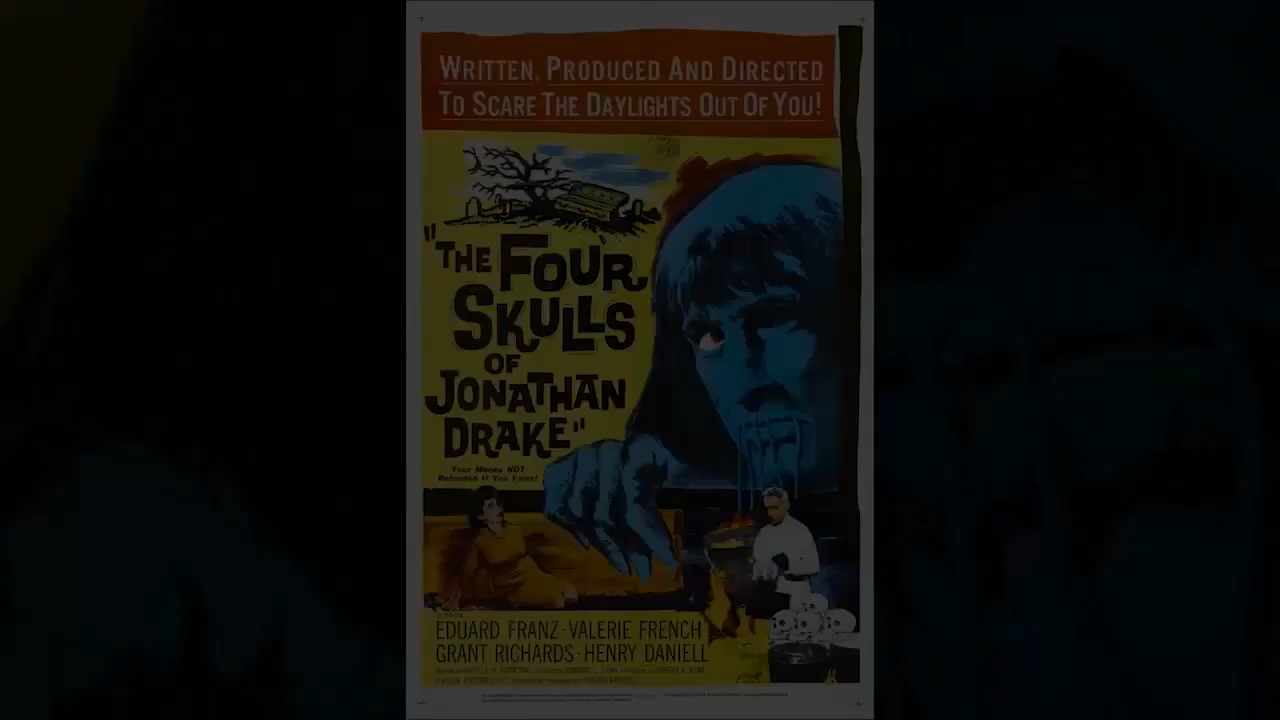 WRITTEN, PRODUCED AND DIRECTED
TO SCARE THE DAYLIGHTS OUT OF YOU!
"THE FOUR
SKULLS
OF
JONATHAN
DRAKE"
Your Money NOT
Refunded If You Faint!
EDUARD FRANZ · VALERIE FRENCH
GRANT RICHARDS · HENRY DANIELL